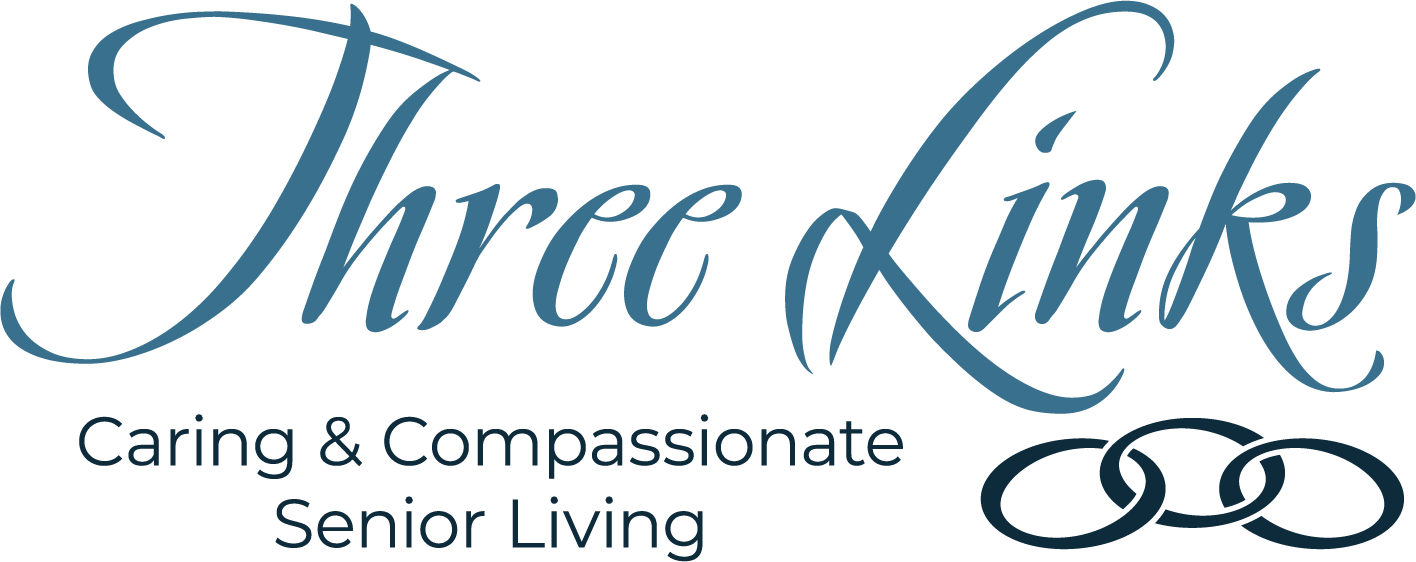 Three Links
Caring & Compassionate
Senior Living